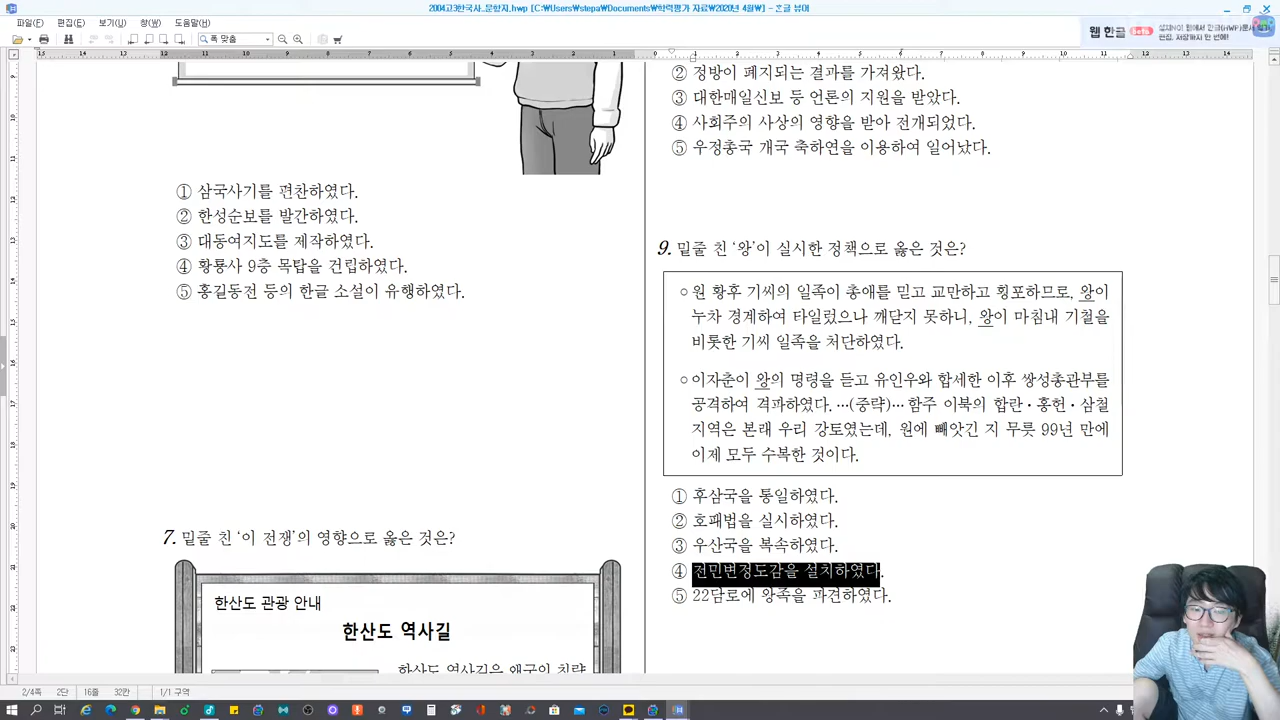 2004고3한국사..문항지.hwp [C:\Users\stepa\Documents\학력평가 자료\2020년 4월\] - 한글 뷰어
파일(F) 편집(E) 보기(U) 창(W) 도움말(H)
폭 맞춤
웹 한글 beta
① 삼국사기를 편찬하였다.
② 한성순보를 발간하였다.
③ 대동여지도를 제작하였다.
④ 황룡사 9층 목탑을 건립하였다.
⑤ 홍길동전 등의 한글 소설이 유행하였다.
7. 밑줄 친 ‘이 전쟁’의 영향으로 옳은 것은?
한산도 관광 안내
한산도 역사길
한산도 역사길은 왜군의 침략
② 정방이 폐지되는 결과를 가져왔다.
③ 대한매일신보 등 언론의 지원을 받았다.
④ 사회주의 사상의 영향을 받아 전개되었다.
⑤ 우정총국 개국 축하연을 이용하여 일어났다.
9. 밑줄 친 ‘왕’이 실시한 정책으로 옳은 것은?
○원 황후 기씨의 일족이 총애를 믿고 교만하고 횡포하므로, 왕이
누차 경계하여 타일렀으나 깨닫지 못하니, 왕이 마침내 기철을
비롯한 기씨 일족을 처단하였다.
○이자춘이 왕의 명령을 듣고 유인우와 합세한 이후 쌍성총관부를
공격하여 격파하였다. …(중략)… 함주 이북의 합란·홍헌·삼철
지역은 본래 우리 강토였는데, 원에 빼앗긴 지 무릇 99년 만에
이제 모두 수복한 것이다.
① 후삼국을 통일하였다.
② 호패법을 실시하였다.
③ 우산국을 복속하였다.
④ 전민변정도감을 설치하였다.
⑤ 22담로에 왕족을 파견하였다.
2/4쪽 2단 16줄 32칸 1/1 구역